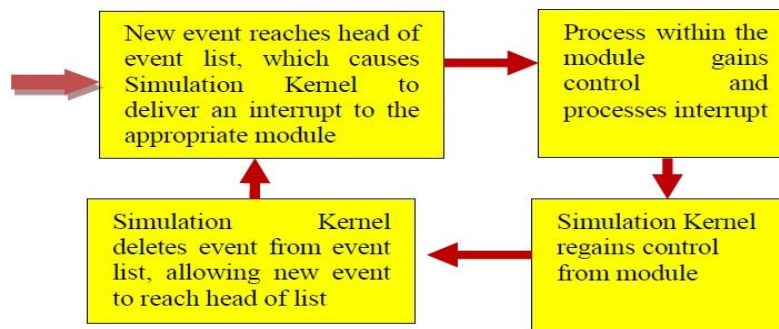 New event reaches head of
event list, which causes
Simulation Kernel to
deliver an interrupt to the
appropriate module
Process within the
module gains
control and
processes interrupt
Simulation Kernel
regains control
from module
Simulation Kernel
deletes event from event
list, allowing new event
to reach head of list